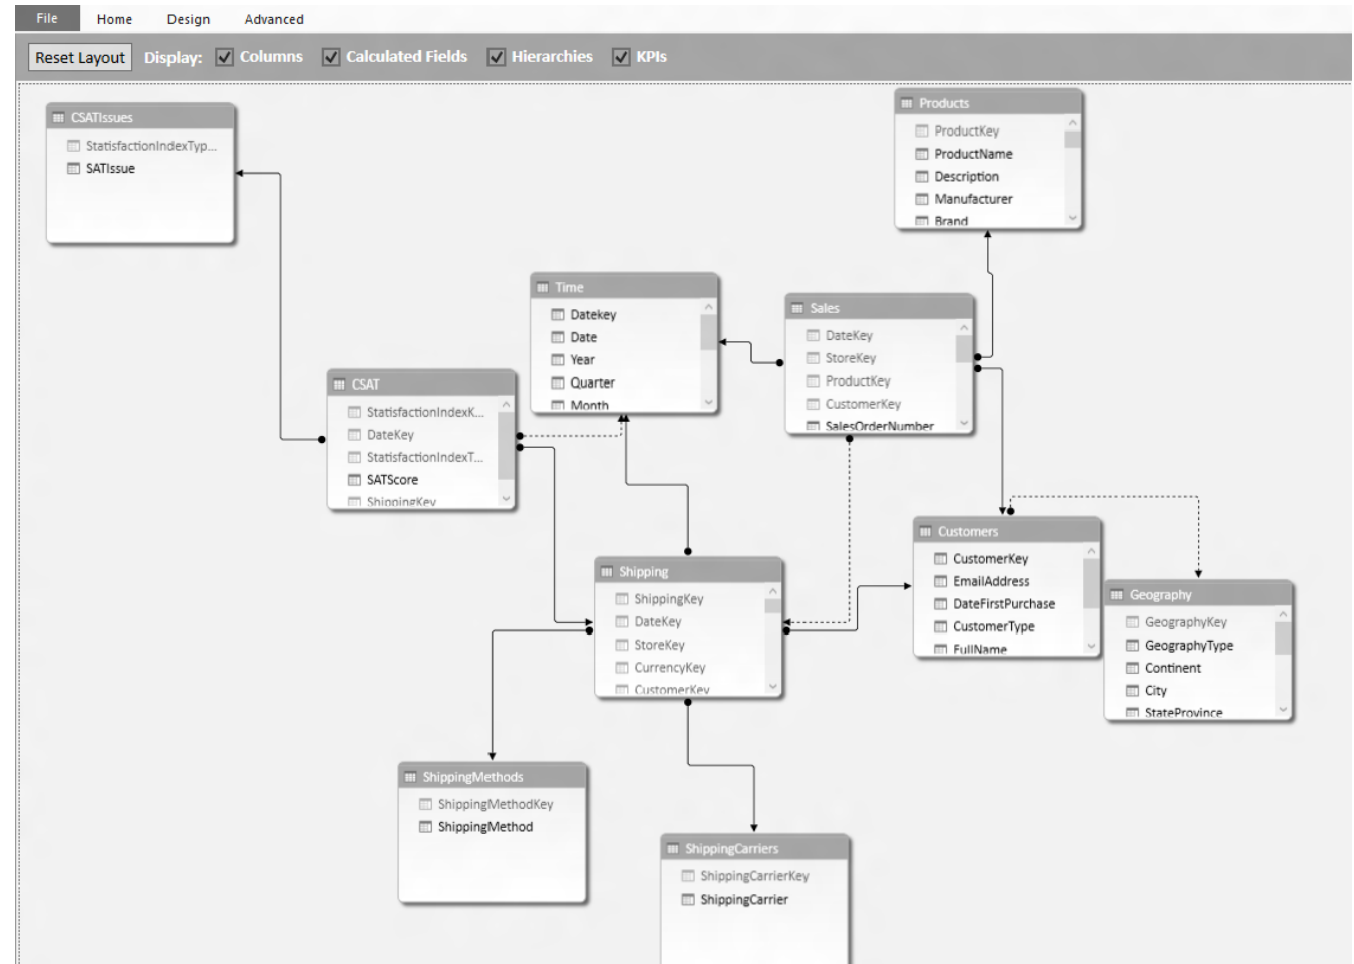 File Home Design Advanced
Reset Layout Display: Columns Calculated Fields Hierarchies KPIs
CSATIssues
StatisfactionIndexTyp...
SATIssue
Products
ProductKey
ProductName
Description
Manufacturer
Brand
Time
Datekey
Date
Year
Quarter
Month
Sales
DateKey
StoreKey
ProductKey
CustomerKey
SalesOrderNumber
CSAT
StatisfactionIndexK...
DateKey
StatisfactionIndexT...
SATScore
ShippingKey
Shipping
ShippingKey
DateKey
StoreKey
CurrencyKey
CustomerKey
Customers
CustomerKey
EmailAddress
DateFirstPurchase
CustomerType
FullName
Geography
GeographyKey
GeographyType
Continent
City
StateProvince
ShippingMethods
ShippingMethodKey
ShippingMethod
ShippingCarriers
ShippingCarrierKey
ShippingCarrier